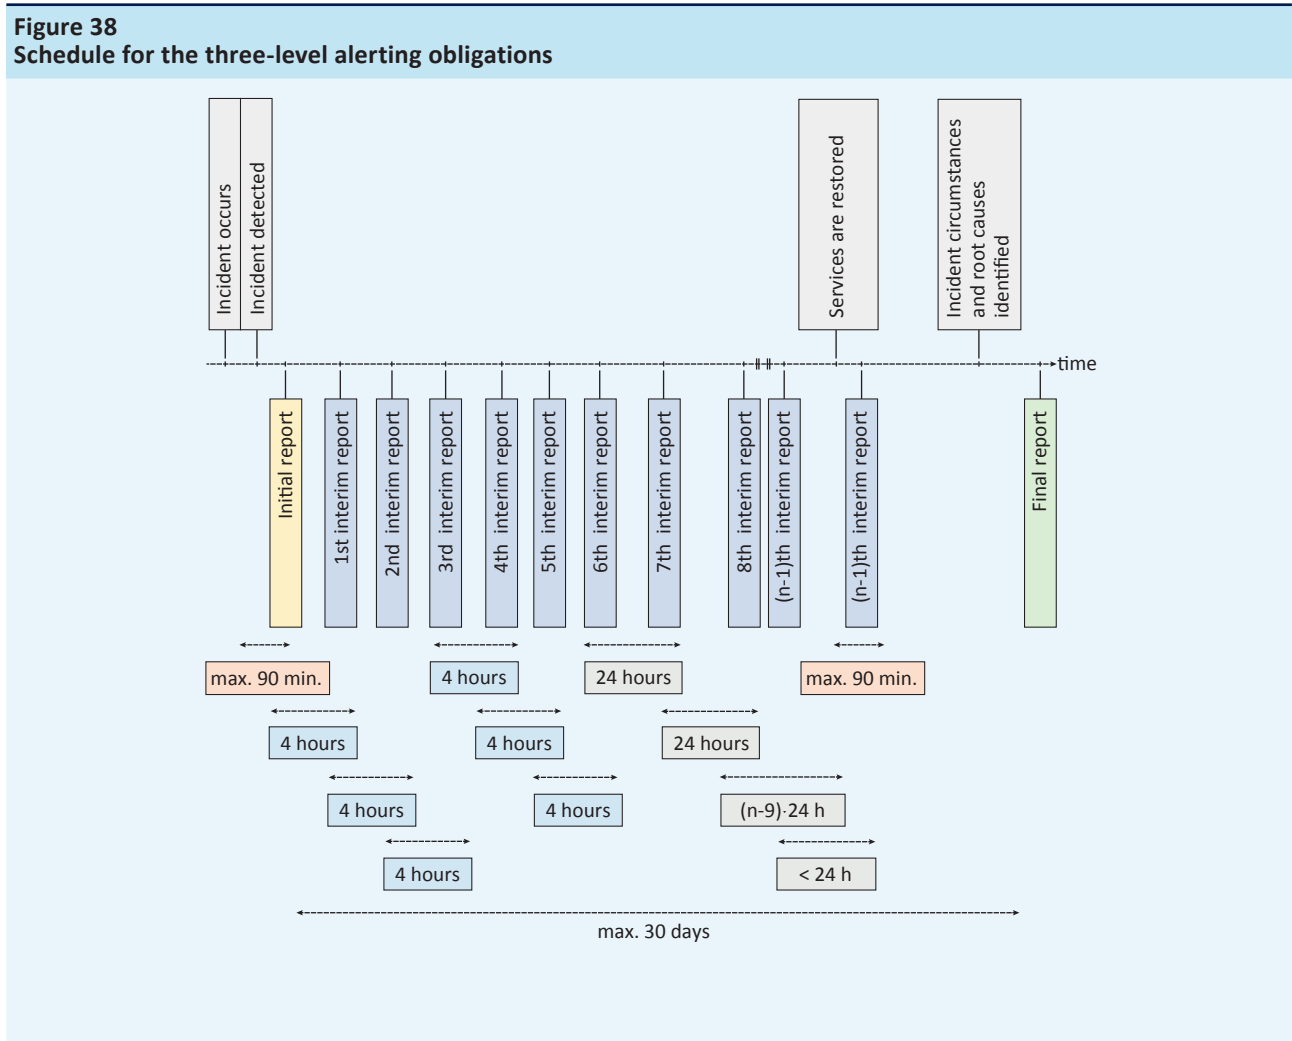 Figure 38
Schedule for the three-level alerting obligations
Incident occurs
Incident detected
Services are restored
Incident circumstances
and root causes
identified
time
Initial report
1st interim report
2nd interim report
3rd interim report
4th interim report
5th interim report
6th interim report
7th interim report
8th interim report
(n-1)th interim report
(n-1)th interim report
Final report
max. 90 min.
4 hours
24 hours
max. 90 min.
4 hours
4 hours
24 hours
4 hours
4 hours
(n-9)·24 h
4 hours
< 24 h
max. 30 days